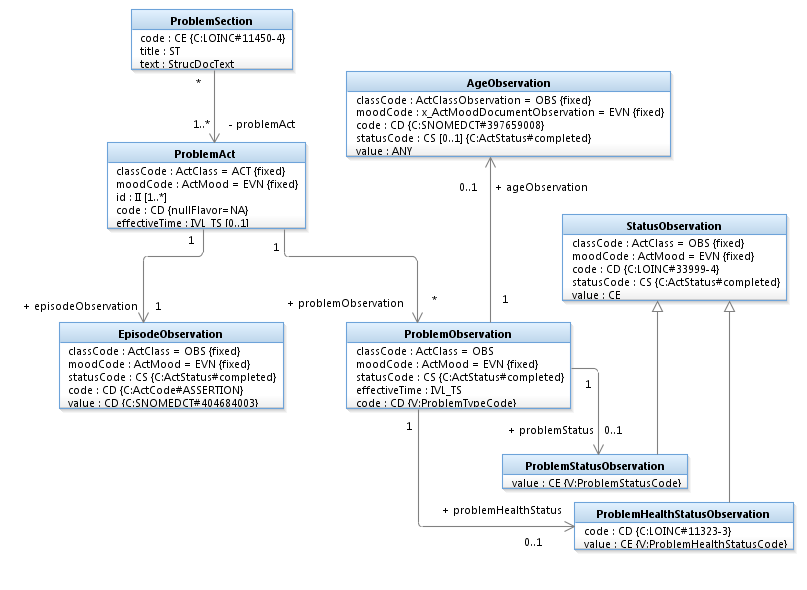 ProblemSection
code : CE {C:LOINC#11450-4}
title : ST
text : StrucDocText
*
1..*
- problemAct
AgeObservation
classCode : ActClassObservation = OBS {fixed}
moodCode : x_ActMoodDocumentObservation = EVN {fixed}
code : CD {C:SNOMEDCT#397659008}
statusCode : CS [0..1] {C:ActStatus#completed}
value : ANY
ProblemAct
classCode : ActClass = ACT {fixed}
moodCode : ActMood = EVN {fixed}
id : II [1..*]
code : CD {nullFlavor=NA}
effectiveTime : IVL_TS [0..1]
0..1
+ ageObservation
StatusObservation
classCode : ActClass = OBS {fixed}
moodCode : ActMood = EVN {fixed}
code : CD {C:LOINC#33999-4}
statusCode : CS {C:ActStatus#completed}
value : CE
1
1
+ episodeObservation
1
+ problemObservation
*
1
EpisodeObservation
classCode : ActClass = OBS {fixed}
moodCode : ActMood = EVN {fixed}
statusCode : CS {C:ActStatus#completed}
code : CD {C:ActCode#ASSERTION}
value : CD {C:SNOMEDCT#404684003}
ProblemObservation
classCode : ActClass = OBS
moodCode : ActMood = EVN {fixed}
statusCode : CS {C:ActStatus#completed}
effectiveTime : IVL_TS
code : CD {V:ProblemTypeCode}
1
1
+ problemStatus
0..1
ProblemStatusObservation
value : CE {V:ProblemStatusCode}
+ problemHealthStatus
0..1
ProblemHealthStatusObservation
code : CD {C:LOINC#11323-3}
value : CE {V:ProblemHealthStatusCode}